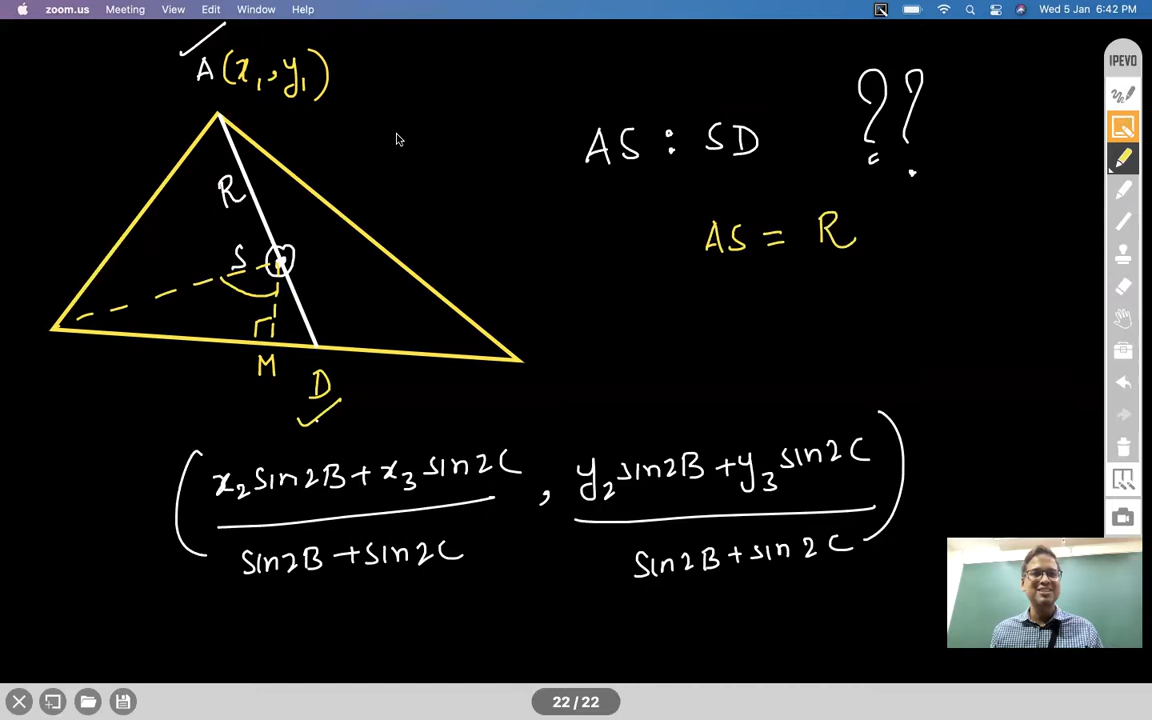 zoom.us Meeting View Edit Window Help Wed 5 Jan 6:42 PM
IPEVO
A (x₁, y₁)
??
AS : SD
R
AS = R
S
M
D
(x₂ sin2B + x₃ sin2C / sin2B + sin2C , y₂ sin2B + y₃ sin2C / sin2B + sin2C)
22 / 22